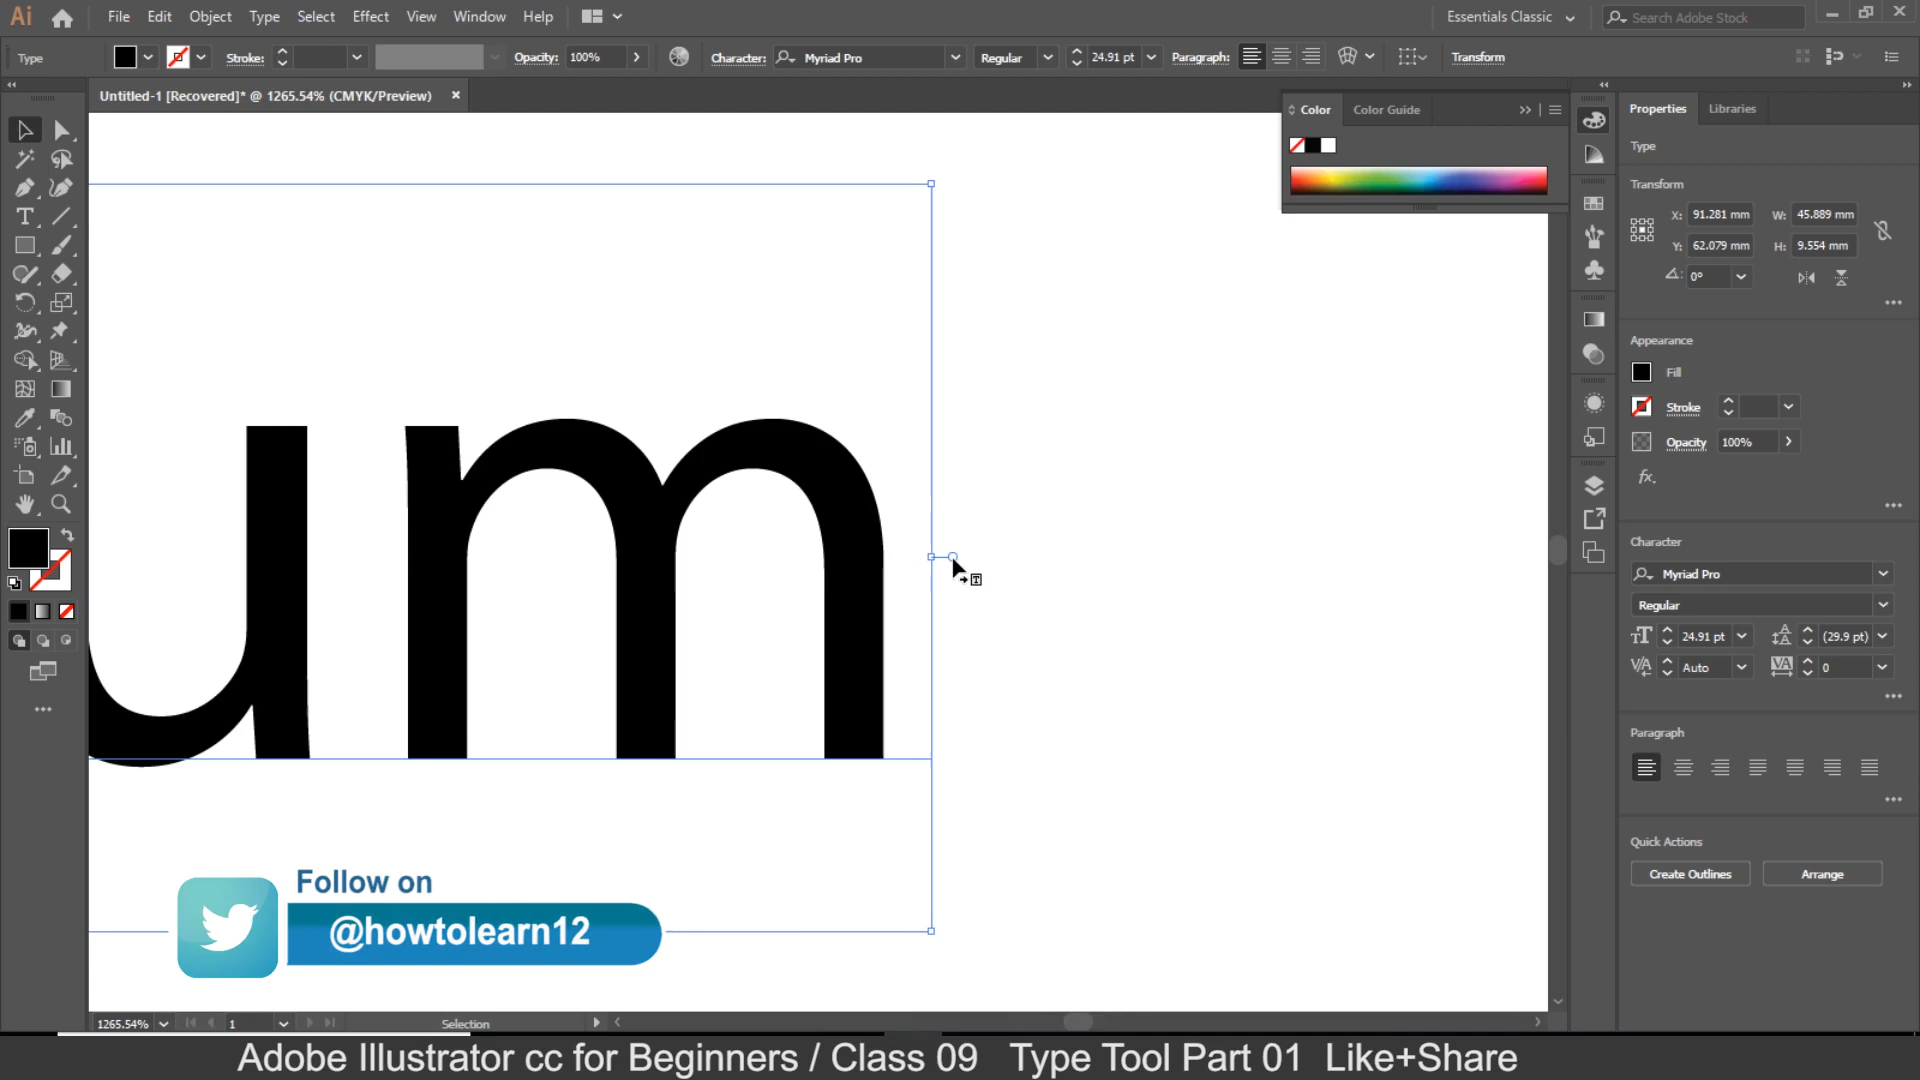 Ai File Edit Object Type Select Effect View Window Help Essentials Classic Search Adobe Stock
Type Stroke: Opacity: 100% Character: Myriad Pro Regular 24.91 pt Paragraph: Transform
Untitled-1 [Recovered]* @ 1265.54% (CMYK/Preview) ×
Color Color Guide
Properties Libraries
Type
Transform
X: 91.281 mm W: 45.889 mm
Y: 62.079 mm H: 9.554 mm
0°
Appearance
Fill
Stroke
Opacity 100%
fx.
Character
Myriad Pro
Regular
24.91 pt (29.9 pt)
Auto 0
Paragraph
Quick Actions
Create Outlines Arrange
um
Follow on
@howtolearn12
1265.54% 1 Selection
Adobe Illustrator cc for Beginners / Class 09 Type Tool Part 01 Like+Share